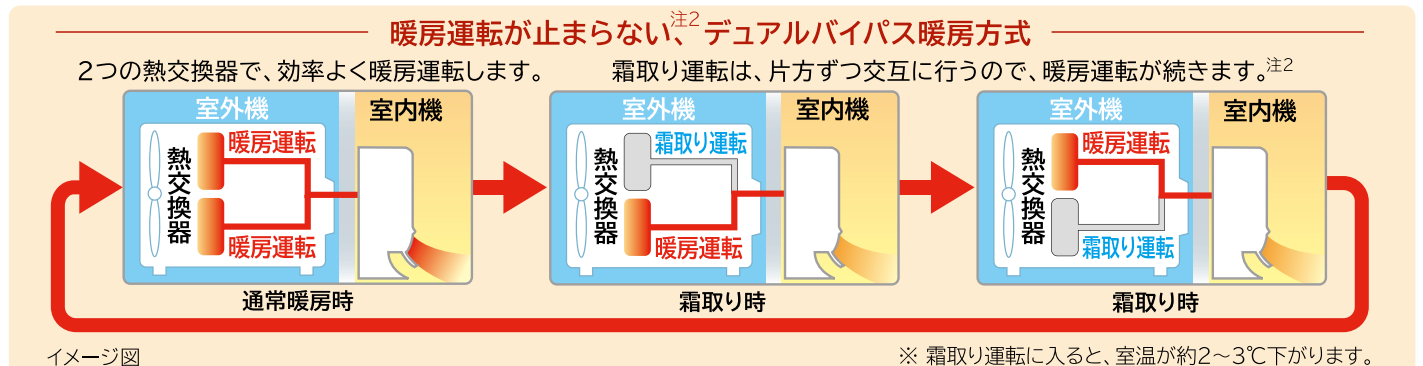 暖房運転が止まらない、注2 デュアルバイパス暖房方式
2つの熱交換器で、効率よく暖房運転します。
霜取り運転は、片方ずつ交互に行うので、暖房運転が続きます。注2
室外機
室内機
熱交換器
暖房運転
暖房運転
通常暖房時
室外機
室内機
熱交換器
霜取り運転
暖房運転
霜取り時
室外機
室内機
熱交換器
暖房運転
霜取り運転
霜取り時
イメージ図
※ 霜取り運転に入ると、室温が約2〜3℃下がります。